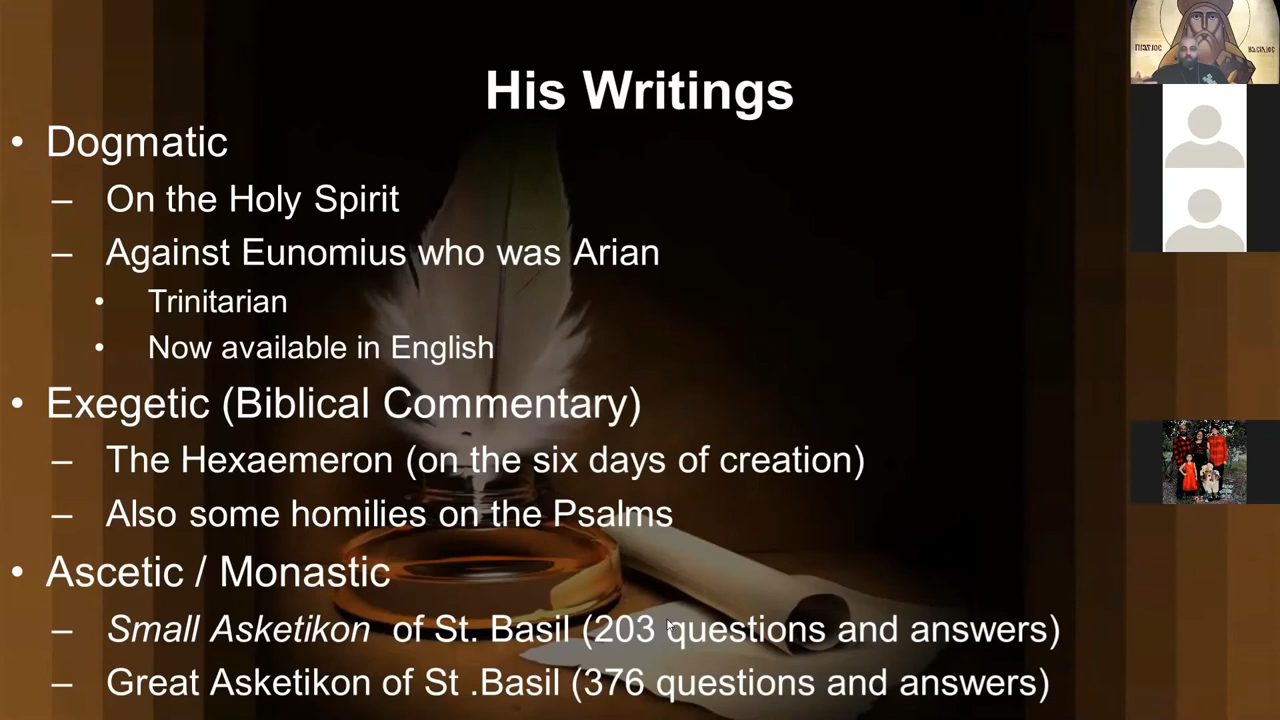 His Writings
• Dogmatic
– On the Holy Spirit
– Against Eunomius who was Arian
• Trinitarian
• Now available in English
• Exegetic (Biblical Commentary)
– The Hexaemeron (on the six days of creation)
– Also some homilies on the Psalms
• Ascetic / Monastic
– Small Asketikon of St. Basil (203 questions and answers)
– Great Asketikon of St .Basil (376 questions and answers)